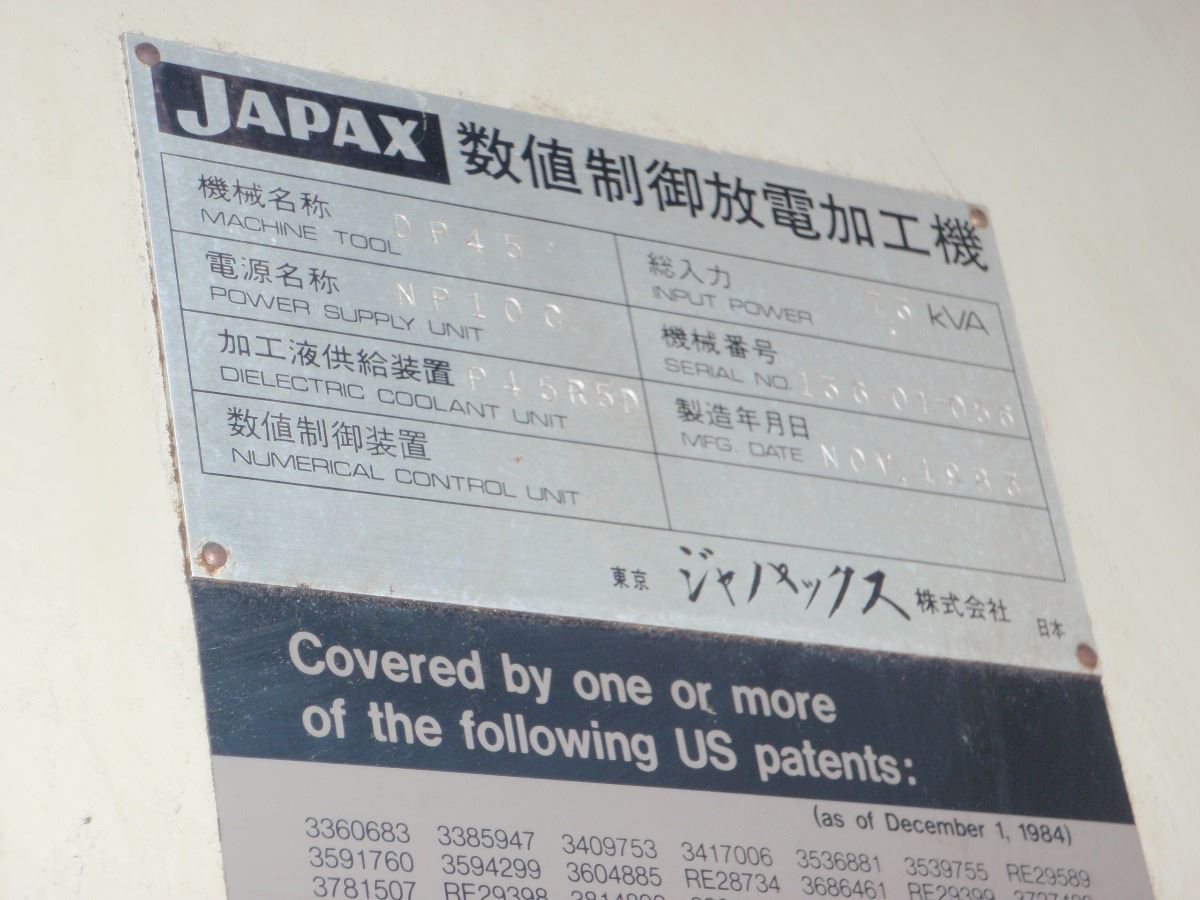 JAPAX 数値制御放電加工機
機械名称
MACHINE TOOL DP45
総入力
INPUT POWER kVA
電源名称
POWER SUPPLY UNIT
機械番号
SERIAL NO.
加工液供給装置 P45R5D
DIELECTRIC COOLANT UNIT
製造年月日
MFG. DATE NOV. 1983
数値制御装置
NUMERICAL CONTROL UNIT
東京 ジャパックス 株式会社 日本
Covered by one or more
of the following US patents:
(as of December 1, 1984)
3360683 3385947 3409753 3417006 3536881 3539755 RE29589
3591760 3594299 3604885 RE28734 3686461 RE29399
3781507 RE29398